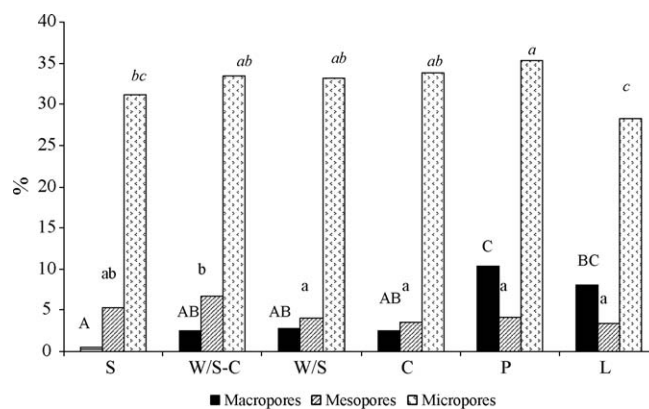 40
35
30
25
20
15
10
5
0
%
bc
ab
ab
ab
a
c
A
ab
AB
b
AB
a
AB
a
C
a
BC
a
S W/S-C W/S C P L
Macropores Mesopores Micropores